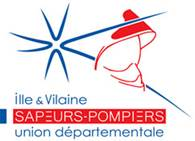 ille & Vilaine
SAPEURS-POMPIERS
union départementale